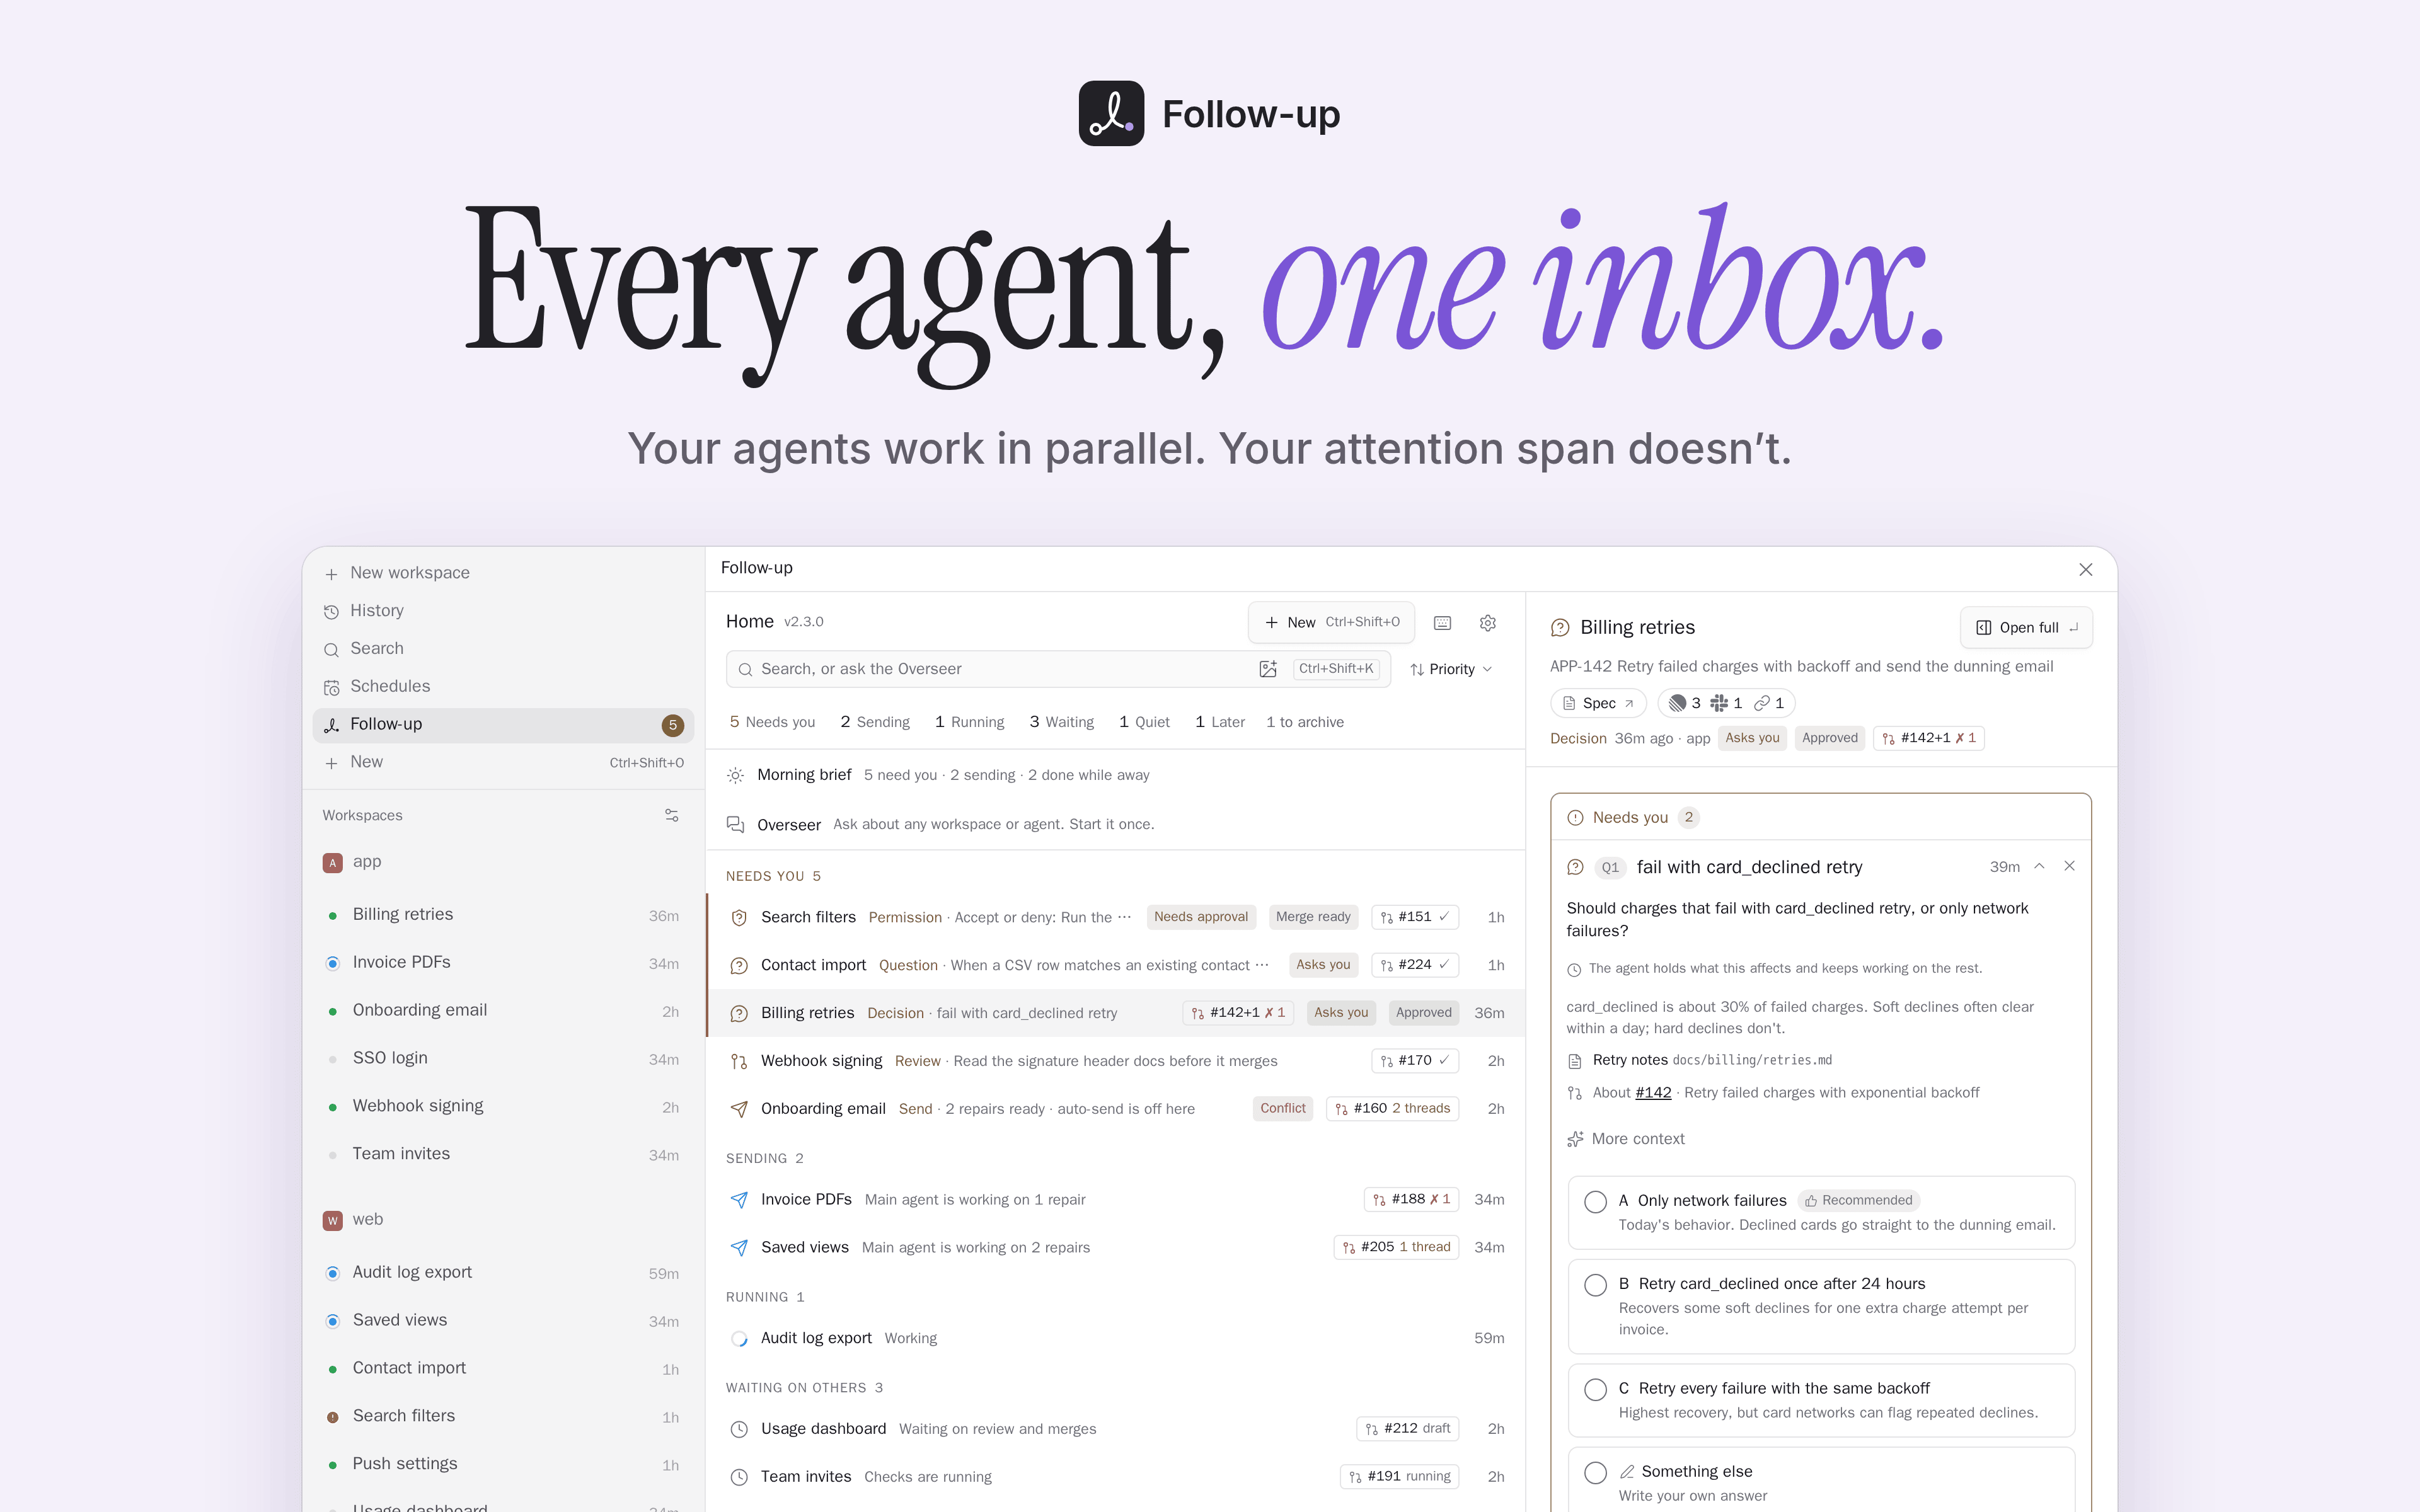 Follow-up
Every agent, one inbox.
Your agents work in parallel. Your attention span doesn’t.
New workspace
History
Search
Schedules
Follow-up 5
New Ctrl+Shift+O
Workspaces
A app
Billing retries 36m
Invoice PDFs 34m
Onboarding email 2h
SSO login 34m
Webhook signing 2h
Team invites 34m
W web
Audit log export 59m
Saved views 34m
Contact import 1h
Search filters 1h
Push settings 1h
Usage dashboard 34m
Follow-up
Home v2.3.0 New Ctrl+Shift+O
Search, or ask the Overseer Ctrl+Shift+K Priority
5 Needs you 2 Sending 1 Running 3 Waiting 1 Quiet 1 Later 1 to archive
Morning brief 5 need you · 2 sending · 2 done while away
Overseer Ask about any workspace or agent. Start it once.
NEEDS YOU 5
Search filters Permission · Accept or deny: Run the ··· Needs approval Merge ready #151 ✓ 1h
Contact import Question · When a CSV row matches an existing contact ··· Asks you #224 ✓ 1h
Billing retries Decision · fail with card_declined retry #142+1 ✗ 1 Asks you Approved 36m
Webhook signing Review · Read the signature header docs before it merges #170 ✓ 2h
Onboarding email Send · 2 repairs ready · auto-send is off here Conflict #160 2 threads 2h
SENDING 2
Invoice PDFs Main agent is working on 1 repair #188 ✗ 1 34m
Saved views Main agent is working on 2 repairs #205 1 thread 34m
RUNNING 1
Audit log export Working 59m
WAITING ON OTHERS 3
Usage dashboard Waiting on review and merges #212 draft 2h
Team invites Checks are running #191 running 2h
Billing retries Open full
APP-142 Retry failed charges with backoff and send the dunning email
Spec 3 1 1
Decision 36m ago · app Asks you Approved #142+1 ✗ 1
Needs you 2
Q1 fail with card_declined retry 39m
Should charges that fail with card_declined retry, or only network
failures?
The agent holds what this affects and keeps working on the rest.
card_declined is about 30% of failed charges. Soft declines often clear
within a day; hard declines don't.
Retry notes docs/billing/retries.md
About #142 · Retry failed charges with exponential backoff
More context
A Only network failures Recommended
Today's behavior. Declined cards go straight to the dunning email.
B Retry card_declined once after 24 hours
Recovers some soft declines for one extra charge attempt per
invoice.
C Retry every failure with the same backoff
Highest recovery, but card networks can flag repeated declines.
Something else
Write your own answer